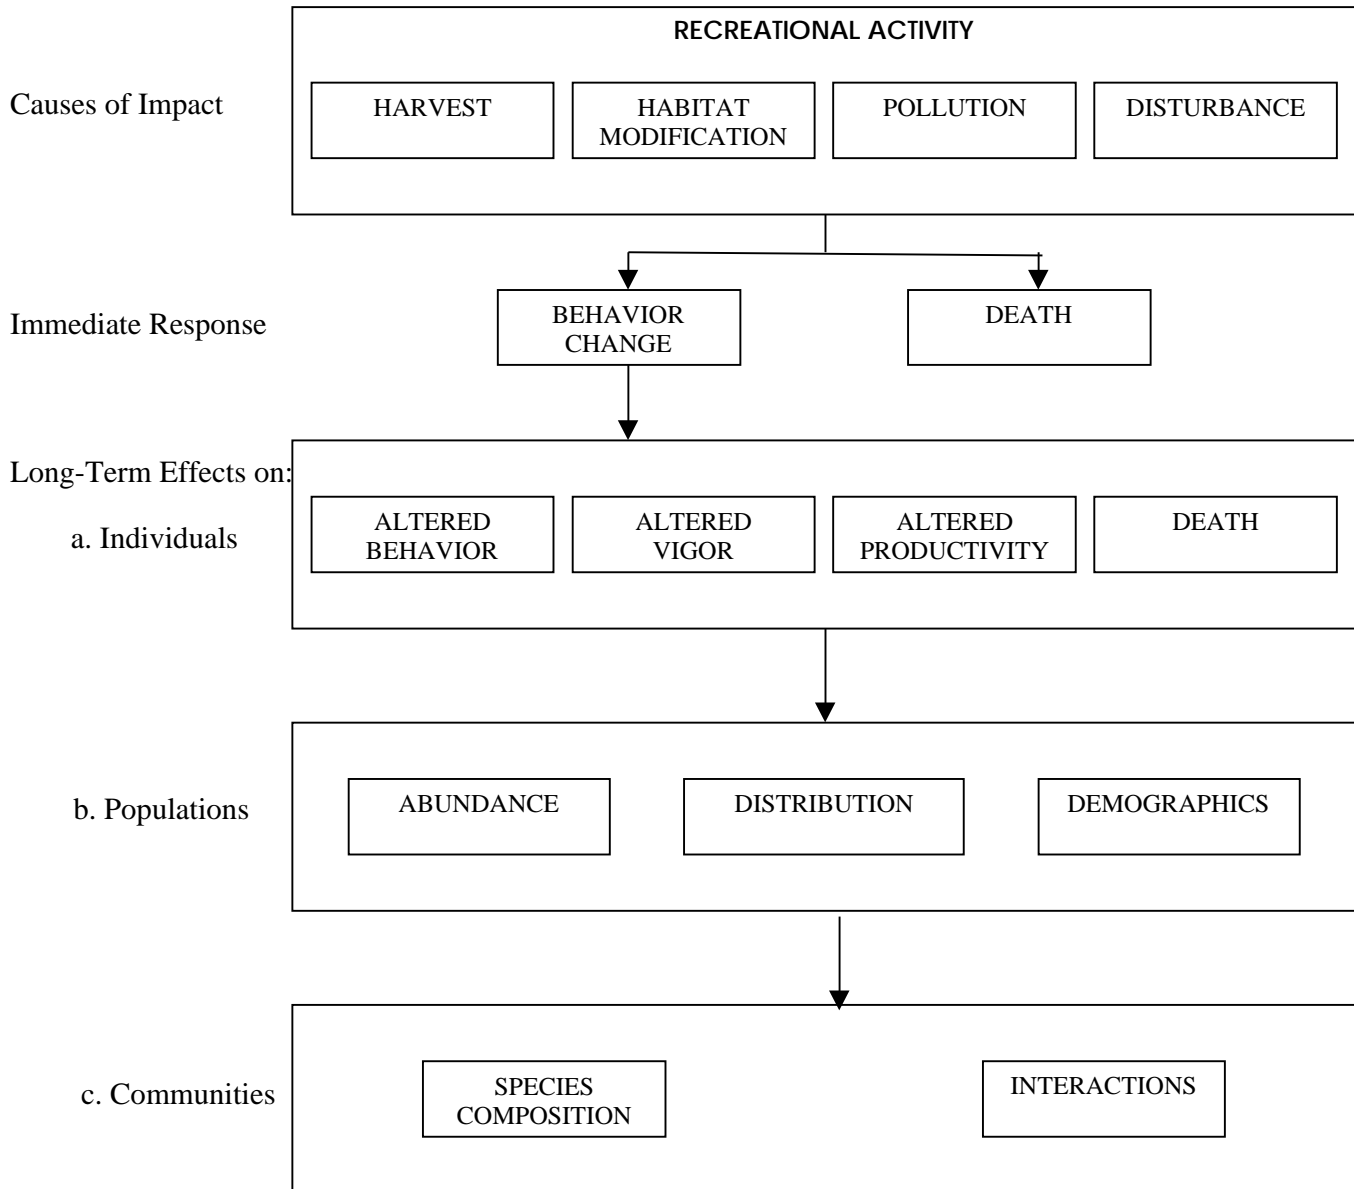 RECREATIONAL ACTIVITY
Causes of Impact
HARVEST
HABITAT
MODIFICATION
POLLUTION
DISTURBANCE
Immediate Response
BEHAVIOR
CHANGE
DEATH
Long-Term Effects on:
a. Individuals
ALTERED
BEHAVIOR
ALTERED
VIGOR
ALTERED
PRODUCTIVITY
DEATH
b. Populations
ABUNDANCE
DISTRIBUTION
DEMOGRAPHICS
c. Communities
SPECIES
COMPOSITION
INTERACTIONS